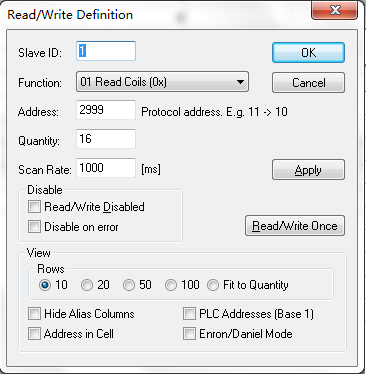 Read/Write Definition
Slave ID: 1 OK
Function: 01 Read Coils (0x) Cancel
Address: 2999 Protocol address. E.g. 11 -> 10
Quantity: 16
Scan Rate: 1000 [ms] Apply
Disable
Read/Write Disabled
Disable on error Read/Write Once
View
Rows
10 20 50 100 Fit to Quantity
Hide Alias Columns PLC Addresses (Base 1)
Address in Cell Enron/Daniel Mode